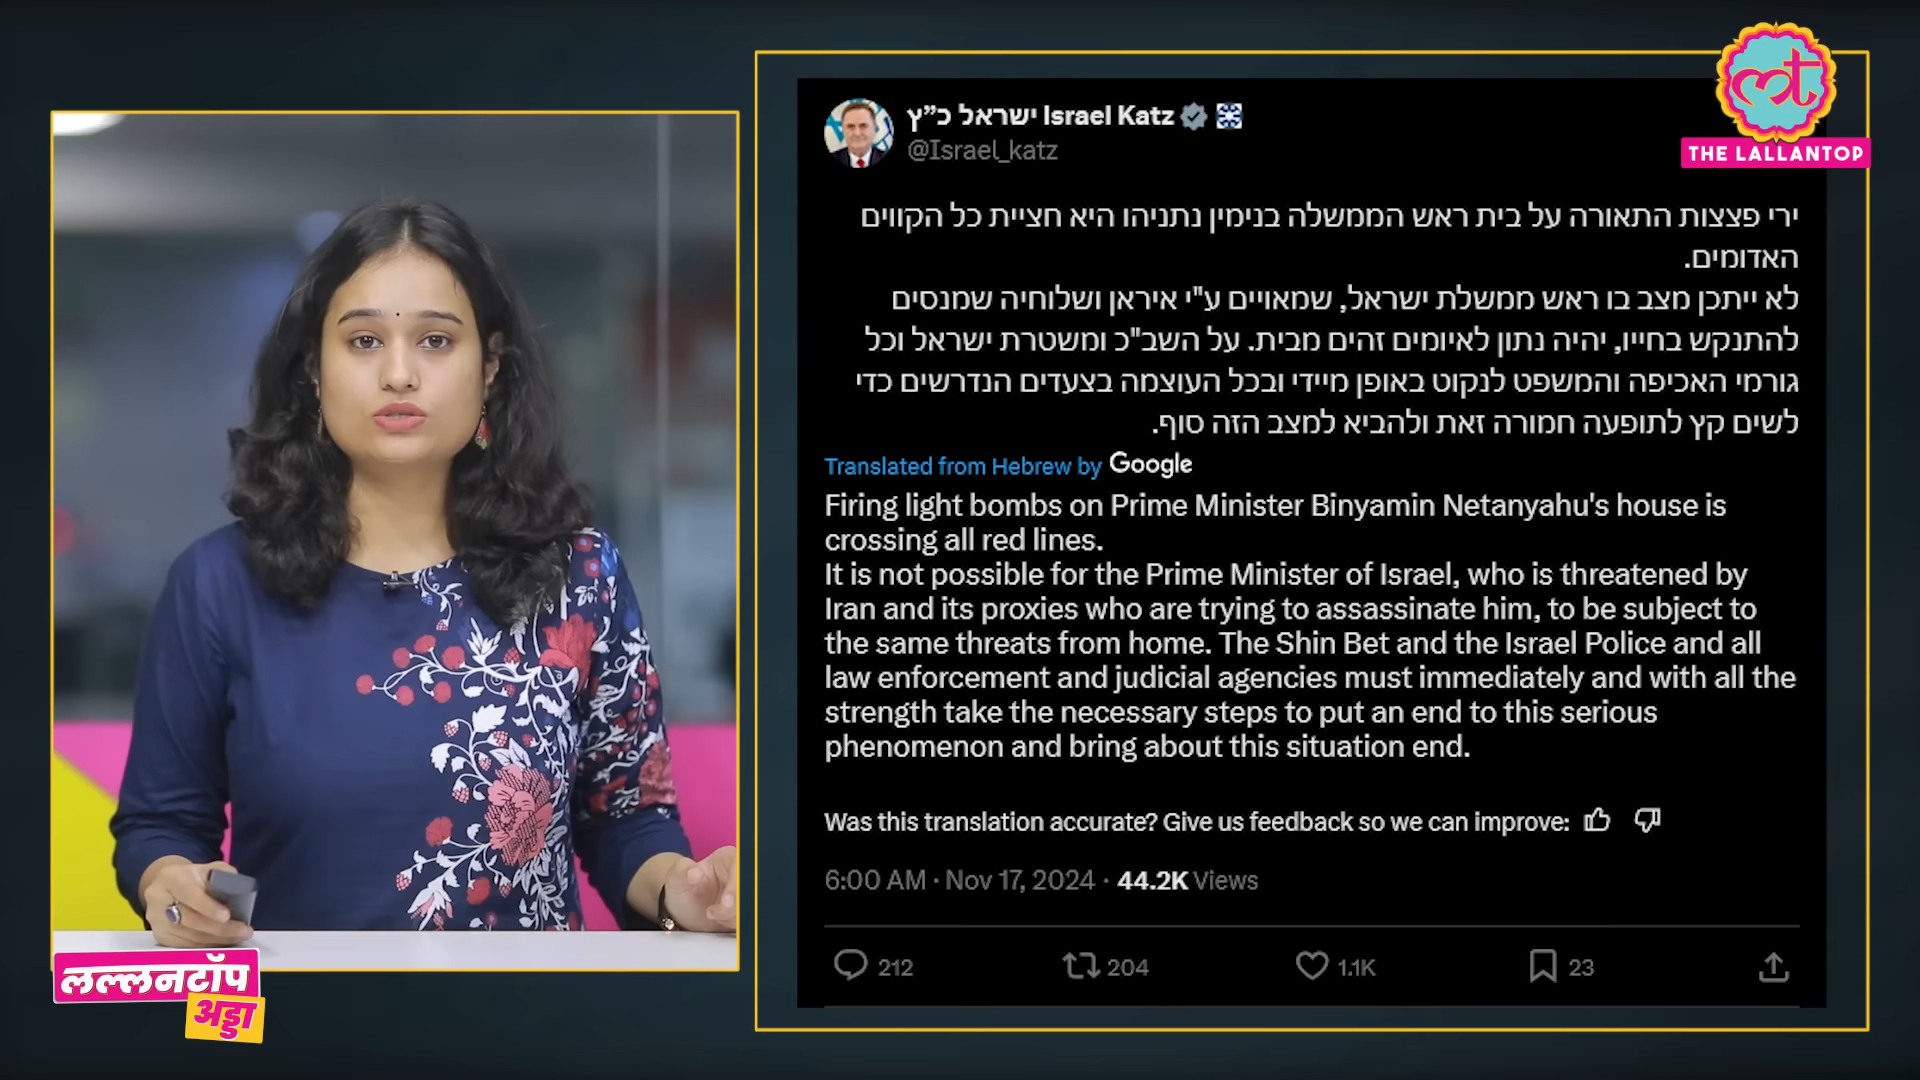 THE LALLANTOP
ישראל כ”ץ Israel Katz
@Israel_katz
ירי פצצות התאורה על בית ראש הממשלה בנימין נתניהו היא חציית כל הקווים
האדומים.
לא ייתכן מצב בו ראש ממשלת ישראל, שמאויים ע"י איראן ושלוחיה שמנסים
להתנקש בחייו, יהיה נתון לאיומים זהים מבית. על השב"כ ומשטרת ישראל וכל
גורמי האכיפה והמשפט לנקוט באופן מיידי ובכל העוצמה בצעדים הנדרשים כדי
לשים קץ לתופעה חמורה זאת ולהביא למצב הזה סוף.
Translated from Hebrew by Google
Firing light bombs on Prime Minister Binyamin Netanyahu's house is
crossing all red lines.
It is not possible for the Prime Minister of Israel, who is threatened by
Iran and its proxies who are trying to assassinate him, to be subject to
the same threats from home. The Shin Bet and the Israel Police and all
law enforcement and judicial agencies must immediately and with all the
strength take the necessary steps to put an end to this serious
phenomenon and bring about this situation end.
Was this translation accurate? Give us feedback so we can improve:
6:00 AM · Nov 17, 2024 · 44.2K Views
212 204 1.1K 23
लल्लनटॉप
अड्डा